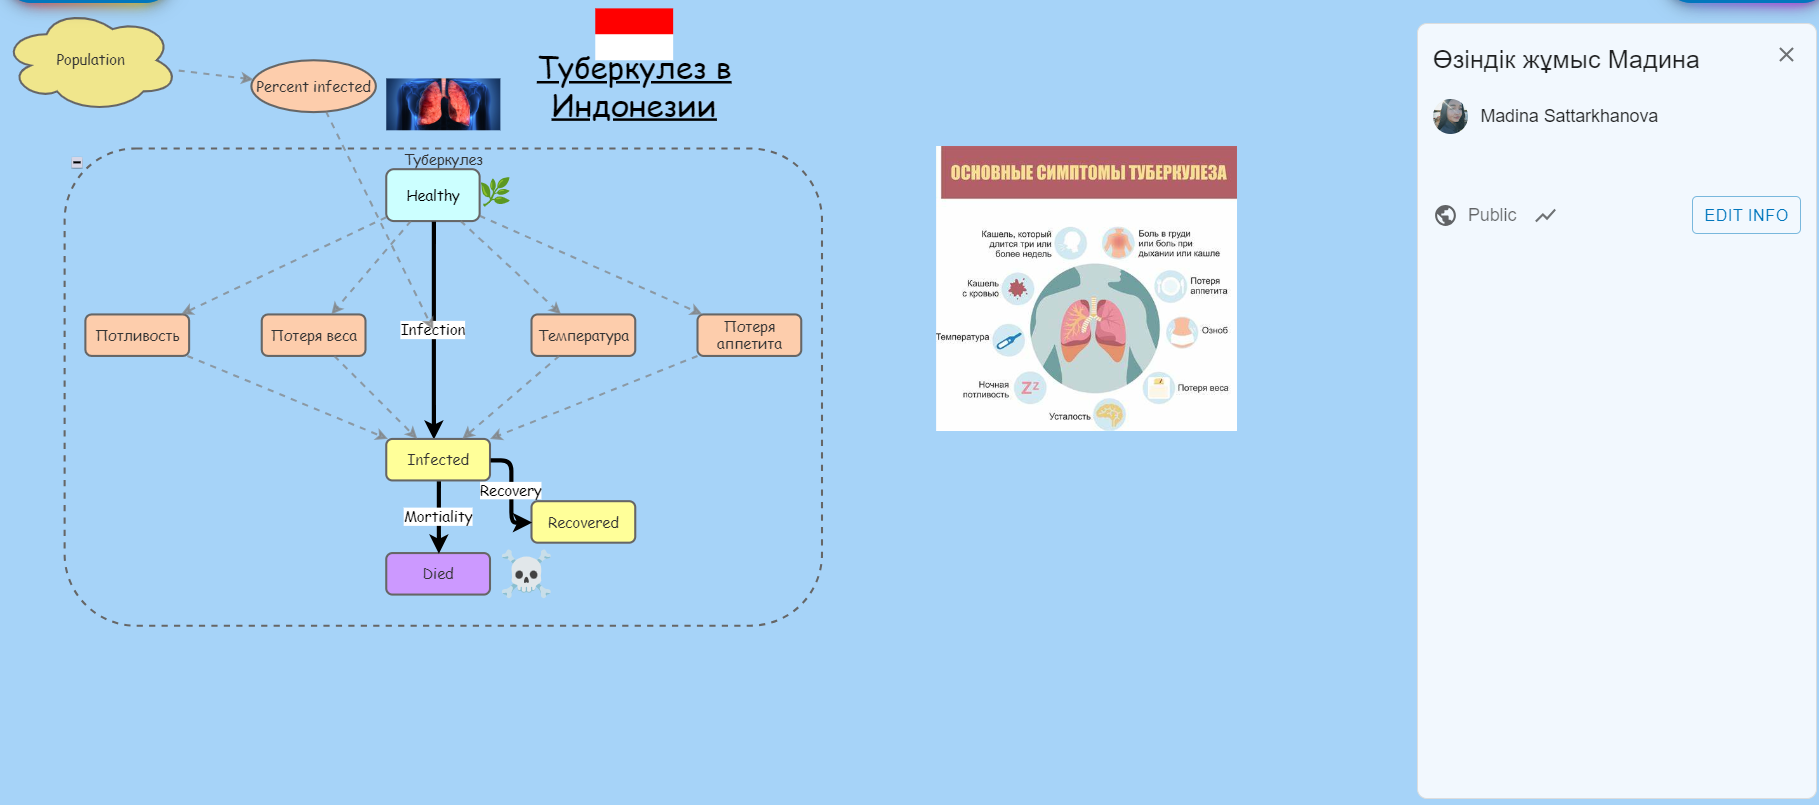 Population
Percent infected
Туберкулез в
Индонезии
Туберкулез
Healthy
Потливость
Потеря веса
Infection
Температура
Потеря
аппетита
Infected
Recovery
Mortiality
Recovered
Died
ОСНОВНЫЕ СИМПТОМЫ ТУБЕРКУЛЕЗА
Кашель, который
длится три или
более недель
Боль в груди
или боль при
дыхании или кашле
Кашель
с кровью
Потеря
аппетита
Температура
Озноб
Ночная
потливость
Zz
Потеря веса
Усталость
Өзіндік жұмыс Мадина
Madina Sattarkhanova
Public
EDIT INFO